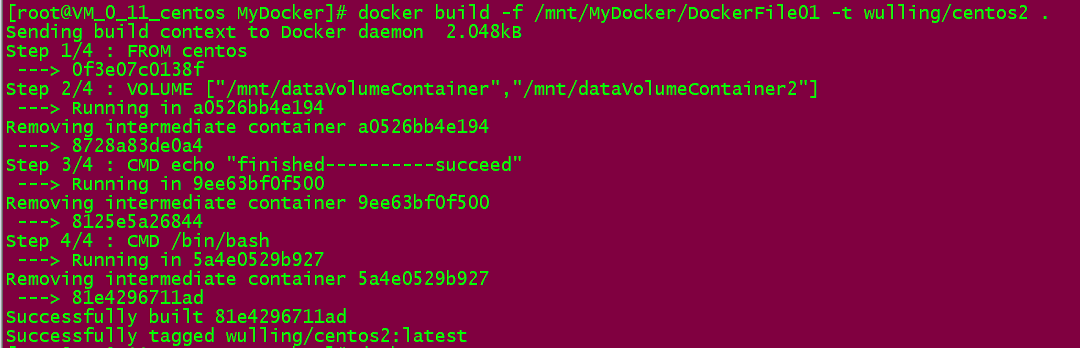 [root@VM_0_11_centos MyDocker]# docker build -f /mnt/MyDocker/DockerFile01 -t wulling/centos2 .
Sending build context to Docker daemon  2.048kB
Step 1/4 : FROM centos
 ---> 0f3e07c0138f
Step 2/4 : VOLUME ["/mnt/dataVolumeContainer","/mnt/dataVolumeContainer2"]
 ---> Running in a0526bb4e194
Removing intermediate container a0526bb4e194
 ---> 8728a83de0a4
Step 3/4 : CMD echo "finished----------succeed"
 ---> Running in 9ee63bf0f500
Removing intermediate container 9ee63bf0f500
 ---> 8125e5a26844
Step 4/4 : CMD /bin/bash
 ---> Running in 5a4e0529b927
Removing intermediate container 5a4e0529b927
 ---> 81e4296711ad
Successfully built 81e4296711ad
Successfully tagged wulling/centos2:latest